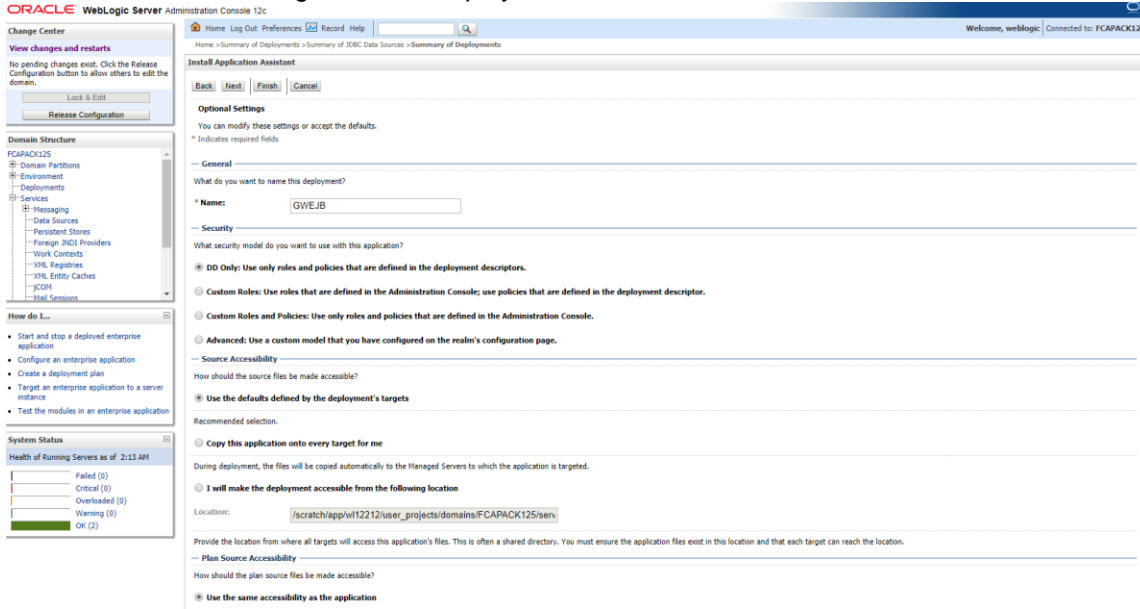 ORACLE WebLogic Server Administration Console 12c
Change Center
View changes and restarts
No pending changes exist. Click the Release
Configuration button to allow others to edit the
domain.
Lock & Edit
Release Configuration
Domain Structure
FCAPACK125
Domain Partitions
Environment
Deployments
Services
Messaging
Data Sources
Persistent Stores
Foreign JNDI Providers
Work Contexts
XML Registries
XML Entity Caches
jCOM
Mail Sessions
How do I...
Start and stop a deployed enterprise
application
Configure an enterprise application
Create a deployment plan
Target an enterprise application to a server
instance
Test the modules in an enterprise application
System Status
Health of Running Servers as of 2:13 AM
Failed (0)
Critical (0)
Overloaded (0)
Warning (0)
OK (2)
Home Log Out Preferences Record Help
Welcome, weblogic Connected to: FCAPACK12
Home >Summary of Deployments >Summary of JDBC Data Sources >Summary of Deployments
Install Application Assistant
Back Next Finish Cancel
Optional Settings
You can modify these settings or accept the defaults.
* Indicates required fields
General
What do you want to name this deployment?
* Name: GWEJB
Security
What security model do you want to use with this application?
DD Only: Use only roles and policies that are defined in the deployment descriptors.
Custom Roles: Use roles that are defined in the Administration Console; use policies that are defined in the deployment descriptor.
Custom Roles and Policies: Use only roles and policies that are defined in the Administration Console.
Advanced: Use a custom model that you have configured on the realm's configuration page.
Source Accessibility
How should the source files be made accessible?
Use the defaults defined by the deployment's targets
Recommended selection.
Copy this application onto every target for me
During deployment, the files will be copied automatically to the Managed Servers to which the application is targeted.
I will make the deployment accessible from the following location
Location: /scratch/app/wl12212/user_projects/domains/FCAPACK125/serv
Provide the location from where all targets will access this application's files. This is often a shared directory. You must ensure the application files exist in this location and that each target can reach the location.
Plan Source Accessibility
How should the plan source files be made accessible?
Use the same accessibility as the application